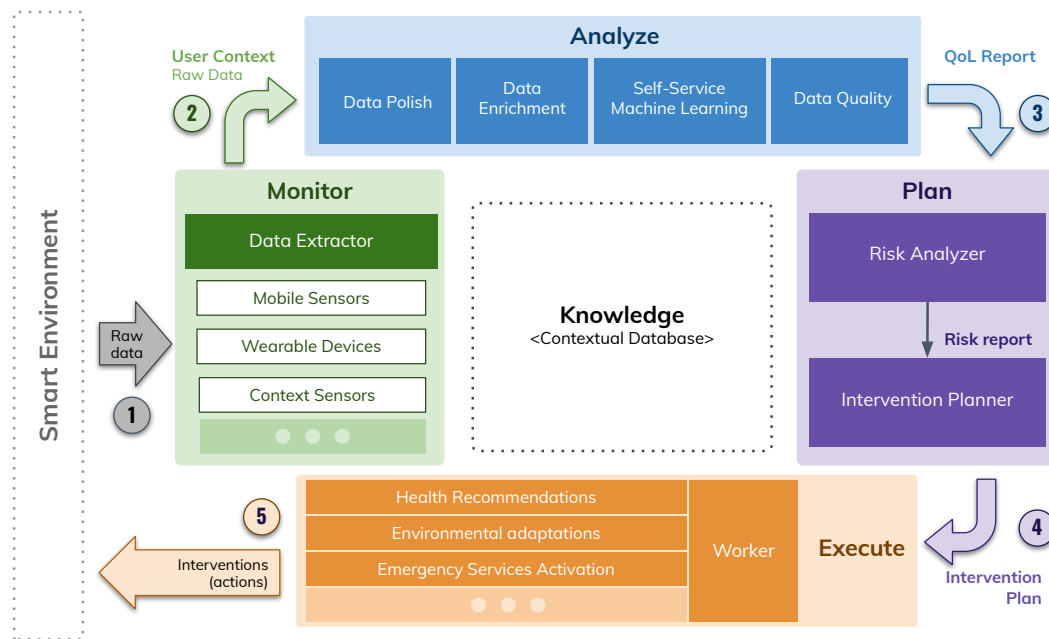 Analyze
User Context
Raw Data
QoL Report
2
Data Polish
Data
Enrichment
Self-Service
Machine Learning
Data Quality
3
Monitor
Data Extractor
Mobile Sensors
Wearable Devices
Context Sensors
Smart Environment
Raw
data
1
Knowledge
<Contextual Database>
Plan
Risk Analyzer
Risk report
Intervention Planner
4
Intervention
Plan
Health Recommendations
Environmental adaptations
Emergency Services Activation
Worker
Execute
5
Interventions
(actions)